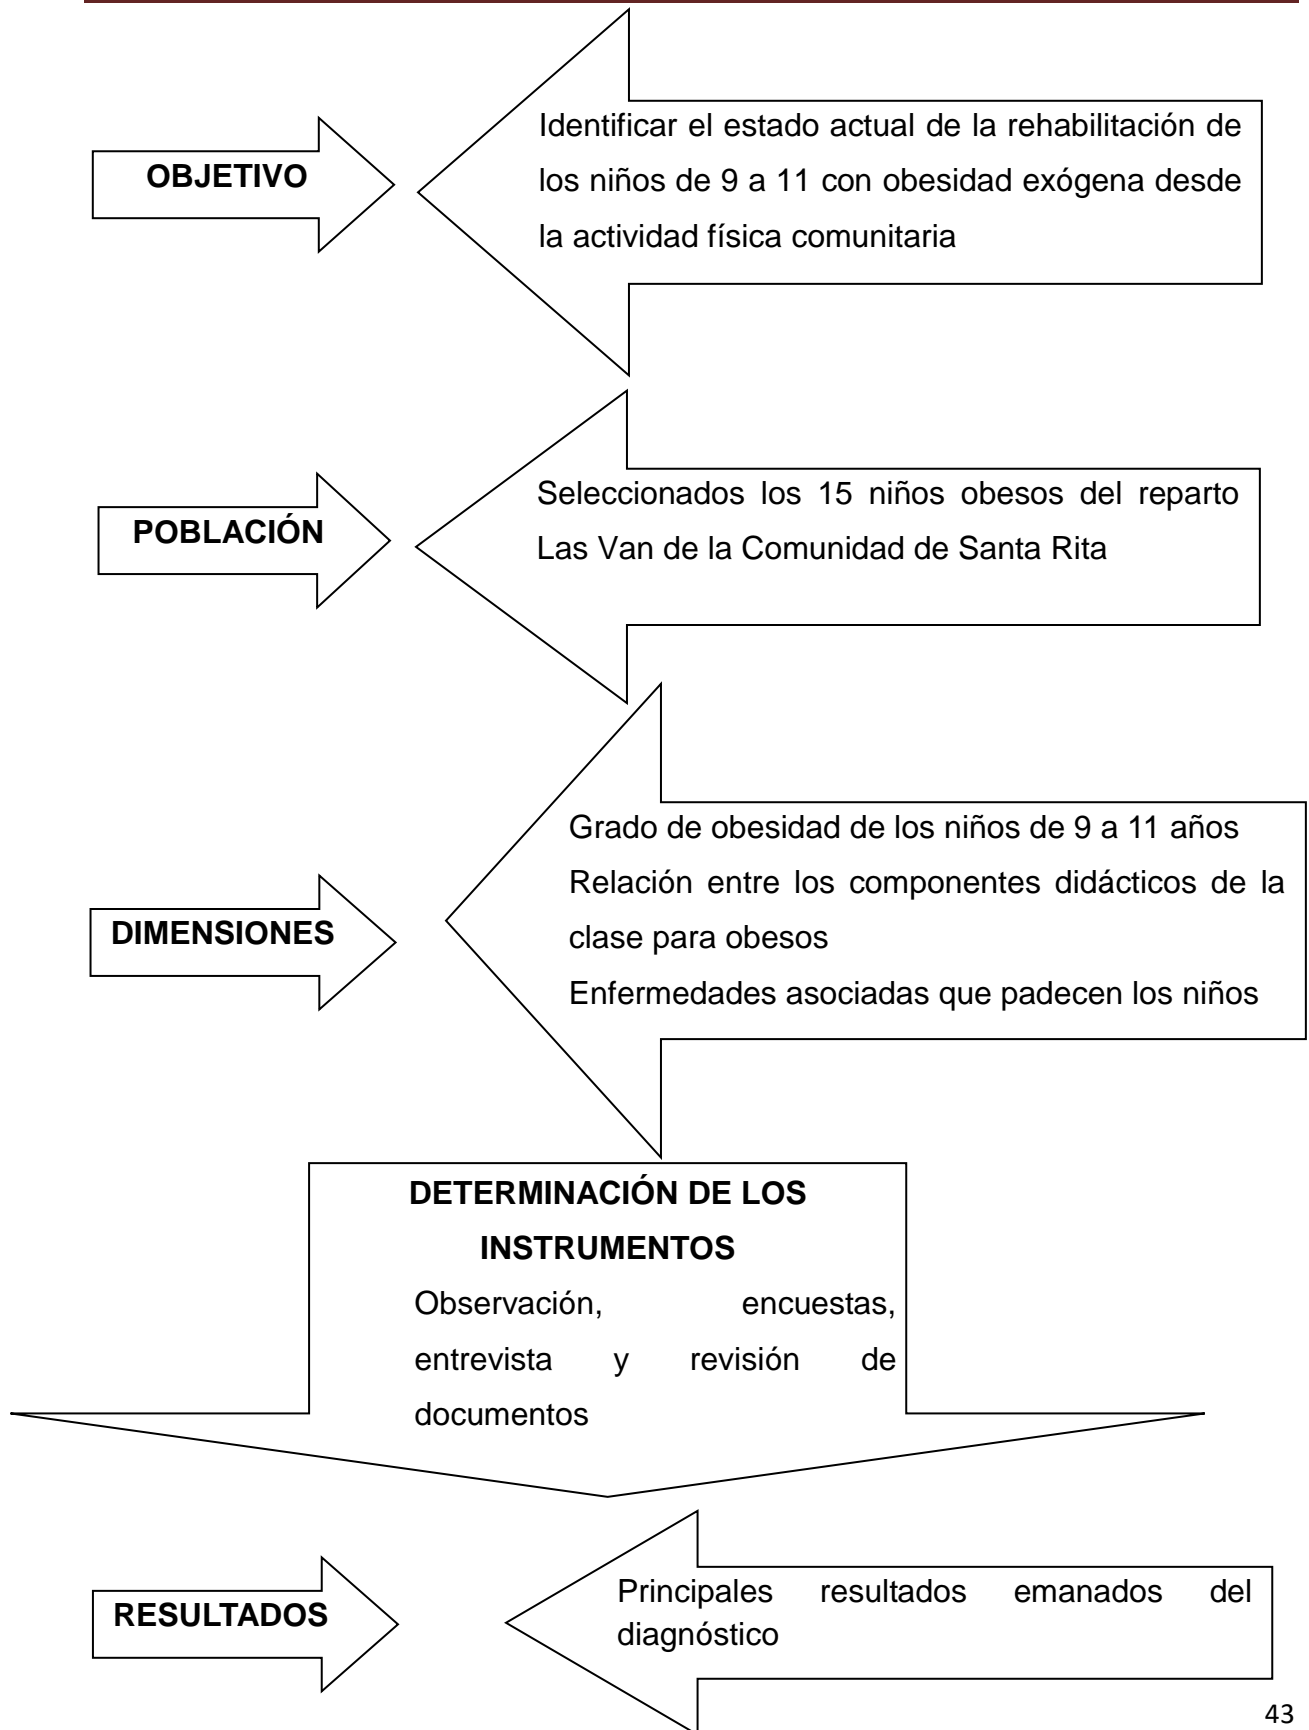 OBJETIVO
Identificar el estado actual de la rehabilitación de
los niños de 9 a 11 con obesidad exógena desde
la actividad física comunitaria
POBLACIÓN
Seleccionados los 15 niños obesos del reparto
Las Van de la Comunidad de Santa Rita
DIMENSIONES
Grado de obesidad de los niños de 9 a 11 años
Relación entre los componentes didácticos de la
clase para obesos
Enfermedades asociadas que padecen los niños
DETERMINACIÓN DE LOS
INSTRUMENTOS
Observación, encuestas,
entrevista y revisión de
documentos
RESULTADOS
Principales resultados emanados del
diagnóstico
43